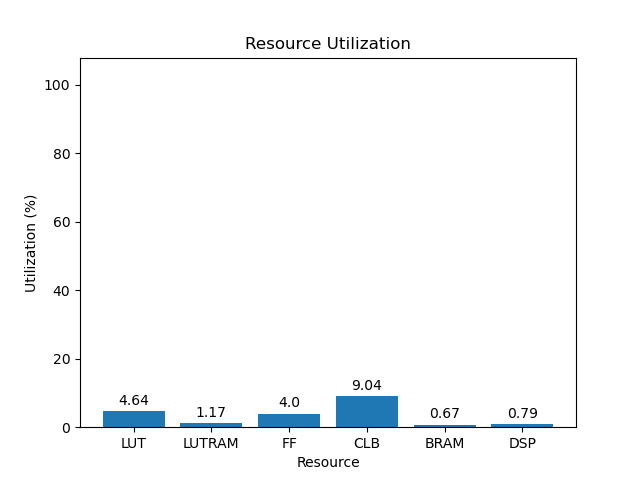 Resource Utilization
Utilization (%)
100
80
60
40
20
0
4.64
1.17
4.0
9.04
0.67
0.79
LUT
LUTRAM
FF
CLB
BRAM
DSP
Resource